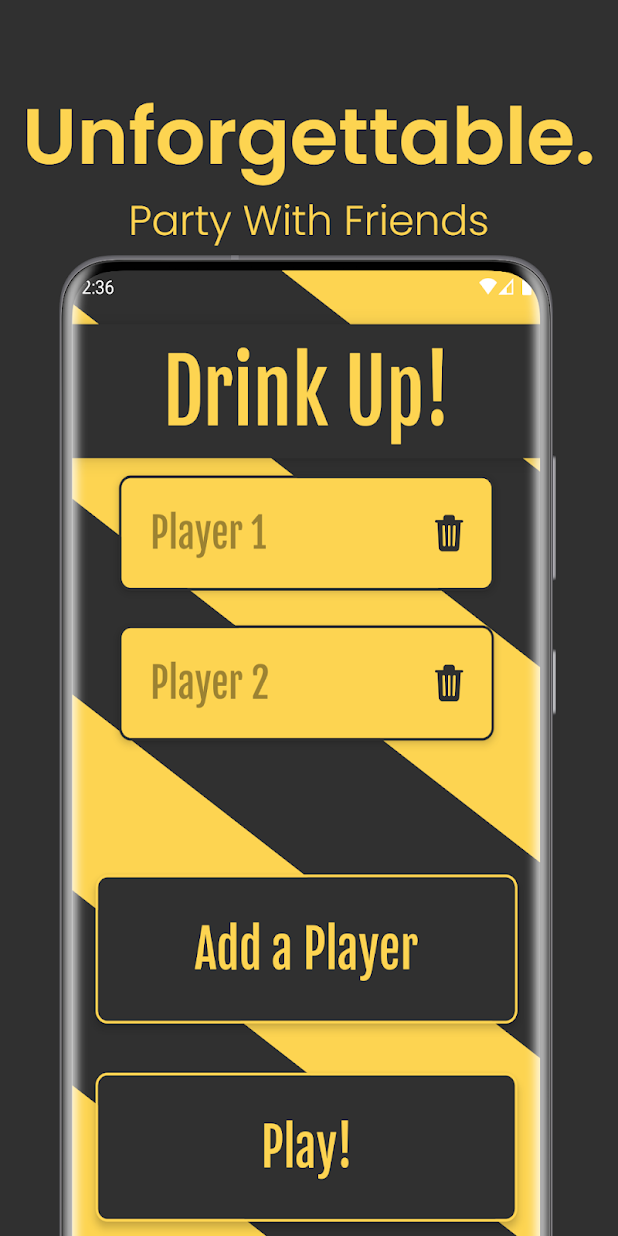 Unforgettable.
Party With Friends
2:36
Drink Up!
Player 1
Player 2
Add a Player
Play!